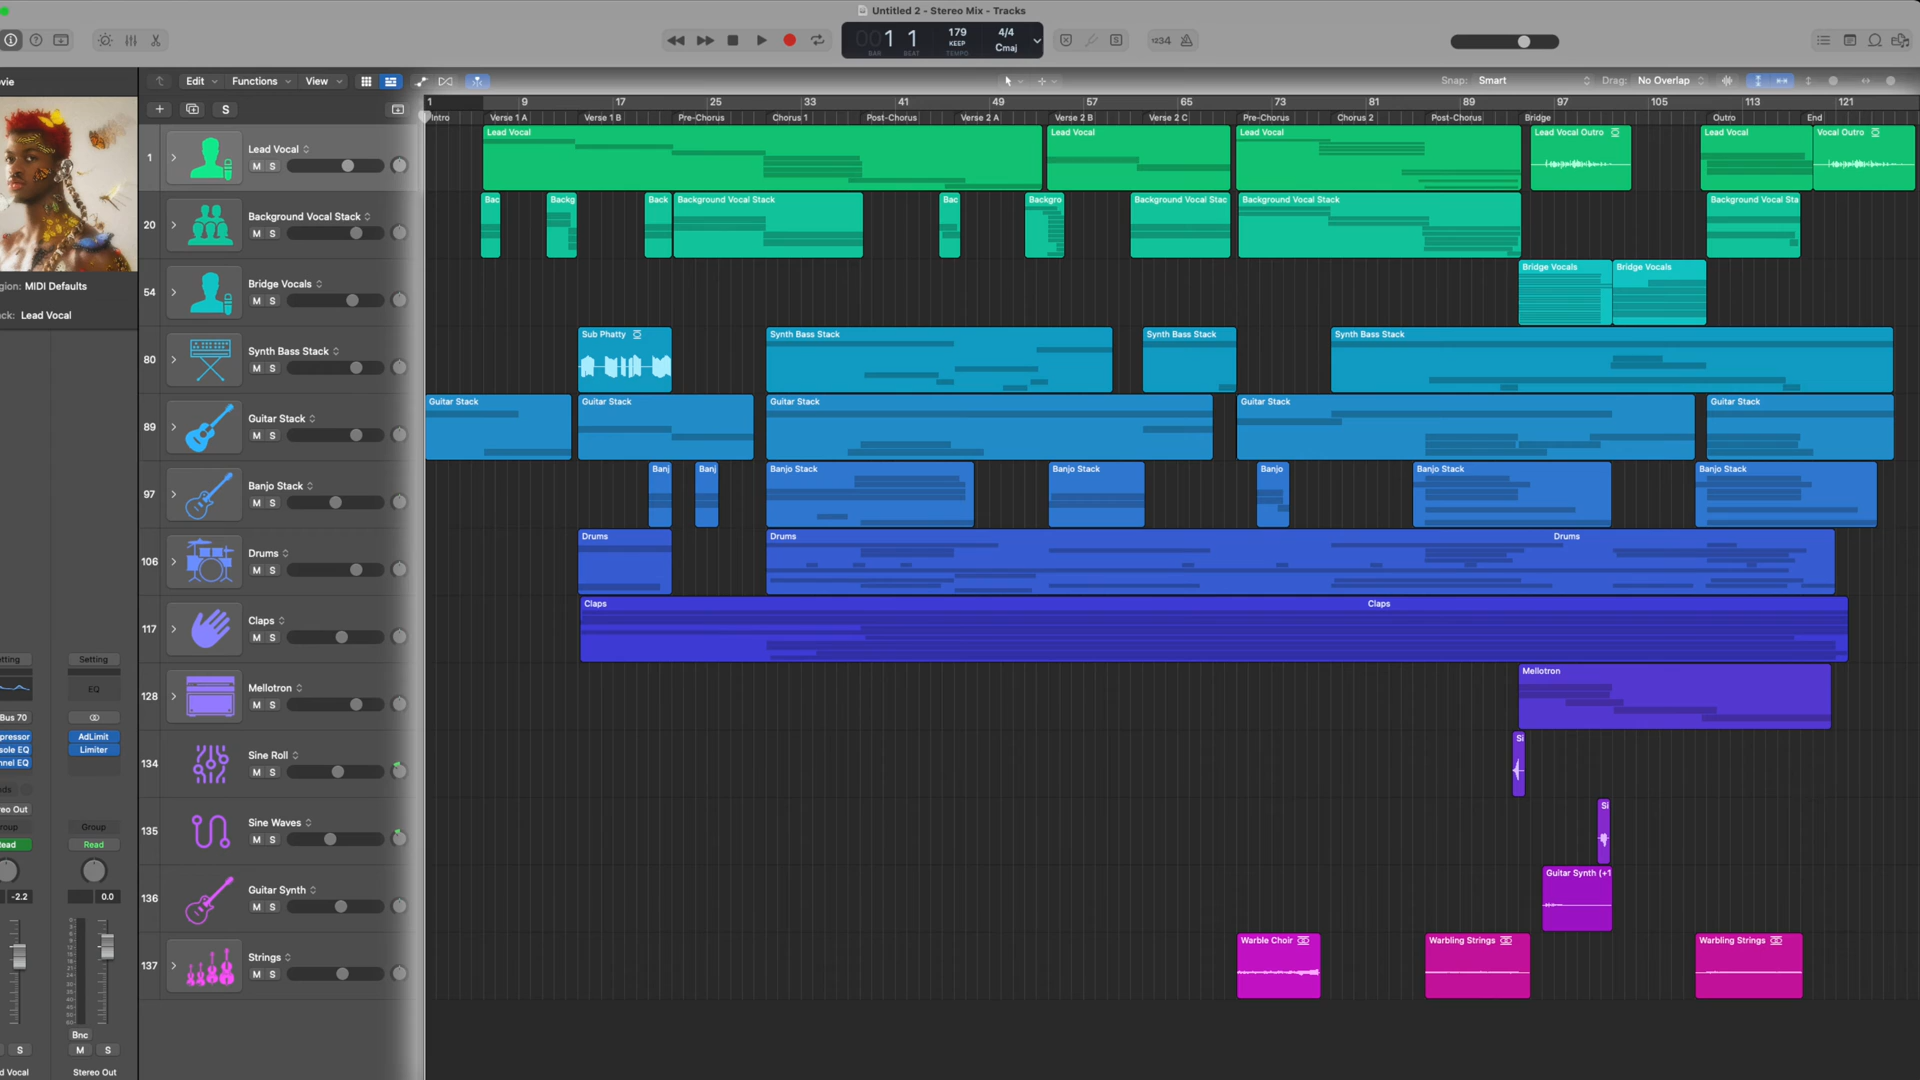 Untitled 2 - Stereo Mix - Tracks
001 1
BAR BEAT
179
KEEP
TEMPO
4/4
Cmaj
S
1234
ovie
Edit
Functions
View
Snap: Smart
Drag: No Overlap
S
1 9 17 25 33 41 49 57 65 73 81 89 97 105 113 121
Intro Verse 1 A Verse 1 B Pre-Chorus Chorus 1 Post-Chorus Verse 2 A Verse 2 B Verse 2 C Pre-Chorus Chorus 2 Post-Chorus Bridge Outro End
gion: MIDI Defaults
ck: Lead Vocal
1 Lead Vocal
M S
Lead Vocal Lead Vocal Lead Vocal Lead Vocal Outro Lead Vocal Vocal Outro
20 Background Vocal Stack
M S
Bac Backg Back Background Vocal Stack Bac Backgro Background Vocal Stac Background Vocal Stack Background Vocal Sta
54 Bridge Vocals
M S
Bridge Vocals Bridge Vocals
80 Synth Bass Stack
M S
Sub Phatty Synth Bass Stack Synth Bass Stack Synth Bass Stack
89 Guitar Stack
M S
Guitar Stack Guitar Stack Guitar Stack Guitar Stack Guitar Stack
97 Banjo Stack
M S
Banj Banj Banjo Stack Banjo Stack Banjo Banjo Stack Banjo Stack
106 Drums
M S
Drums Drums Drums
117 Claps
M S
Claps Claps
128 Mellotron
M S
Mellotron
134 Sine Roll
M S
Si
135 Sine Waves
M S
Si
136 Guitar Synth
M S
Guitar Synth (+1
137 Strings
M S
Warble Choir Warbling Strings Warbling Strings
etting Setting
EQ
Bus 70
pressor AdLimit
sole EQ Limiter
nnel EQ
nds
reo Out
roup Group
ead Read
-2.2 0.0
Bnc
S M S
d Vocal Stereo Out